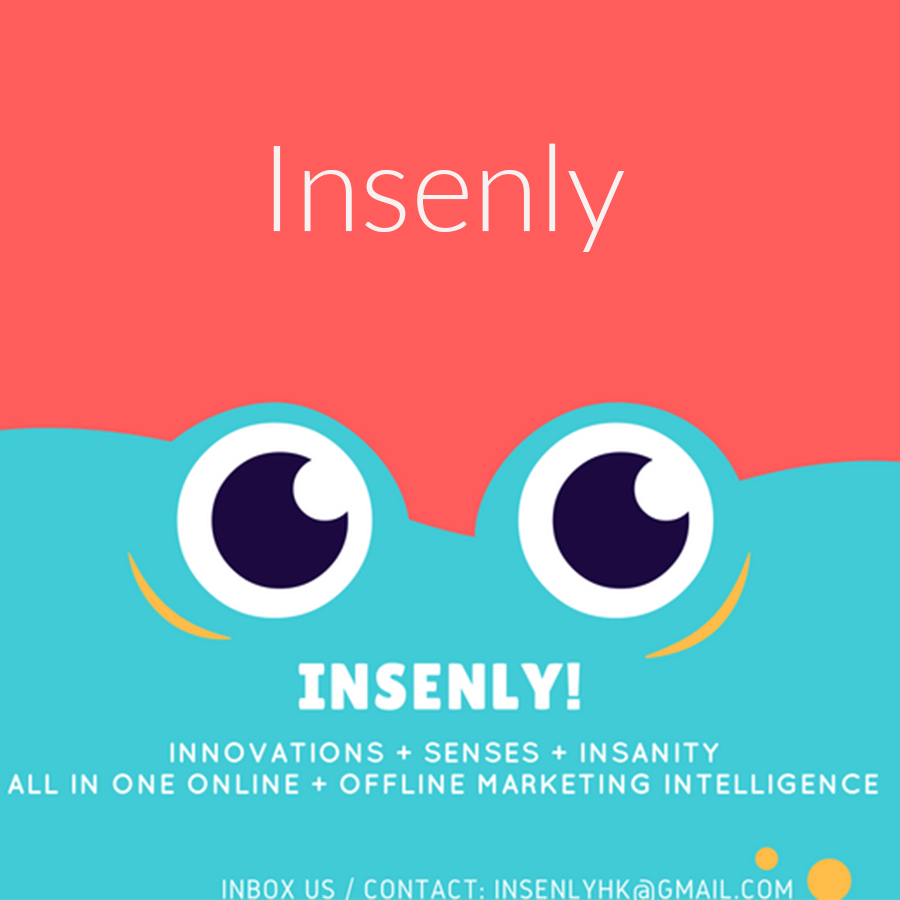 Insenly
INSENLY!
INNOVATIONS + SENSES + INSANITY
ALL IN ONE ONLINE + OFFLINE MARKETING INTELLIGENCE
INBOX US / CONTACT: INSENLYHK@GMAIL.COM